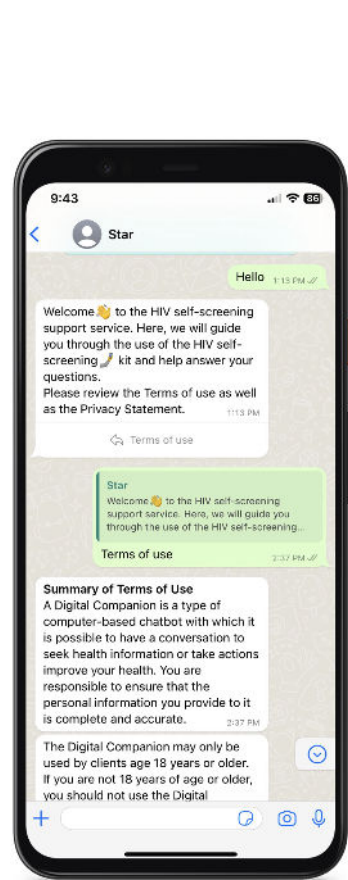 9:43
86
Star
Hello 1:13 PM
Welcome👋 to the HIV self-screening
support service. Here, we will guide
you through the use of the HIV self-
screening🤳 kit and help answer your
questions.
Please review the Terms of use as well
as the Privacy Statement. 1:13 PM
Terms of use
Star
Welcome👋 to the HIV self-screening
support service. Here, we will guide you
through the use of the HIV self-screening...
Terms of use 2:37 PM
Summary of Terms of Use
A Digital Companion is a type of
computer-based chatbot with which it
is possible to have a conversation to
seek health information or take actions
improve your health. You are
responsible to ensure that the
personal information you provide to it
is complete and accurate. 2:37 PM
The Digital Companion may only be
used by clients age 18 years or older.
If you are not 18 years of age or older,
you should not use the Digital